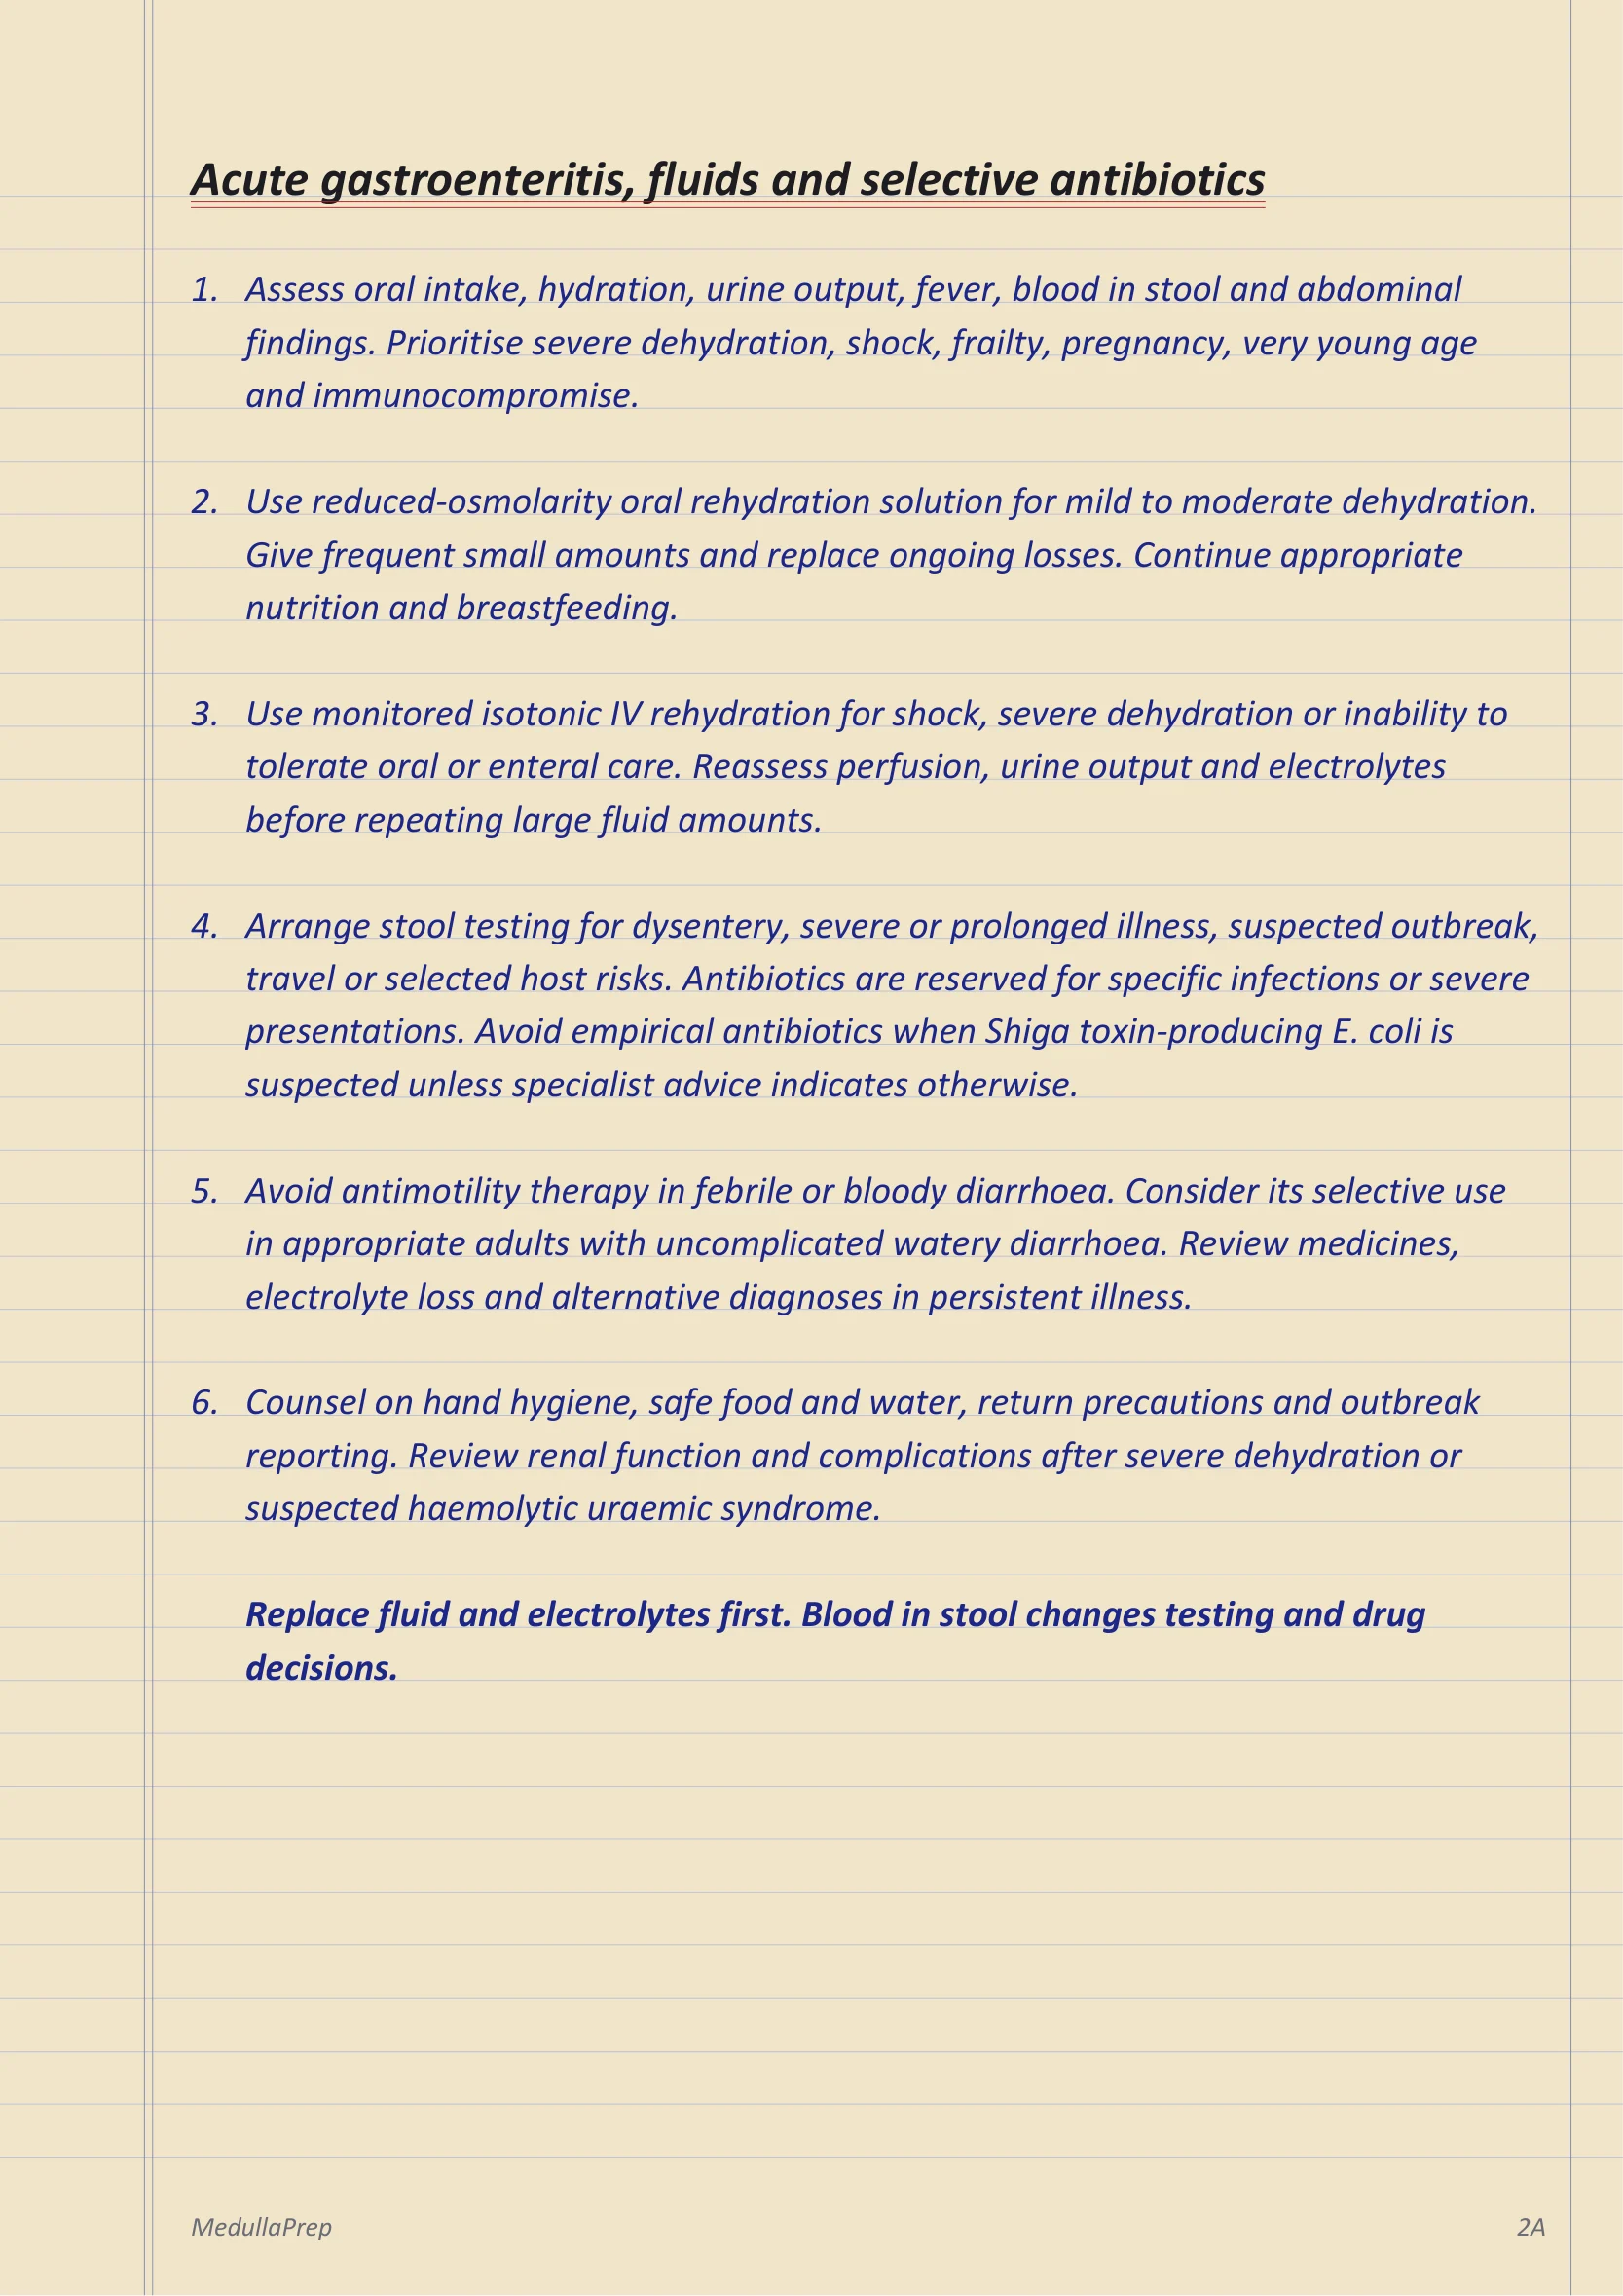 Acute gastroenteritis, fluids and selective antibiotics
1. Assess oral intake, hydration, urine output, fever, blood in stool and abdominal
findings. Prioritise severe dehydration, shock, frailty, pregnancy, very young age
and immunocompromise.
2. Use reduced-osmolarity oral rehydration solution for mild to moderate dehydration.
Give frequent small amounts and replace ongoing losses. Continue appropriate
nutrition and breastfeeding.
3. Use monitored isotonic IV rehydration for shock, severe dehydration or inability to
tolerate oral or enteral care. Reassess perfusion, urine output and electrolytes
before repeating large fluid amounts.
4. Arrange stool testing for dysentery, severe or prolonged illness, suspected outbreak,
travel or selected host risks. Antibiotics are reserved for specific infections or severe
presentations. Avoid empirical antibiotics when Shiga toxin-producing E. coli is
suspected unless specialist advice indicates otherwise.
5. Avoid antimotility therapy in febrile or bloody diarrhoea. Consider its selective use
in appropriate adults with uncomplicated watery diarrhoea. Review medicines,
electrolyte loss and alternative diagnoses in persistent illness.
6. Counsel on hand hygiene, safe food and water, return precautions and outbreak
reporting. Review renal function and complications after severe dehydration or
suspected haemolytic uraemic syndrome.
Replace fluid and electrolytes first. Blood in stool changes testing and drug
decisions.
MedullaPrep
2A